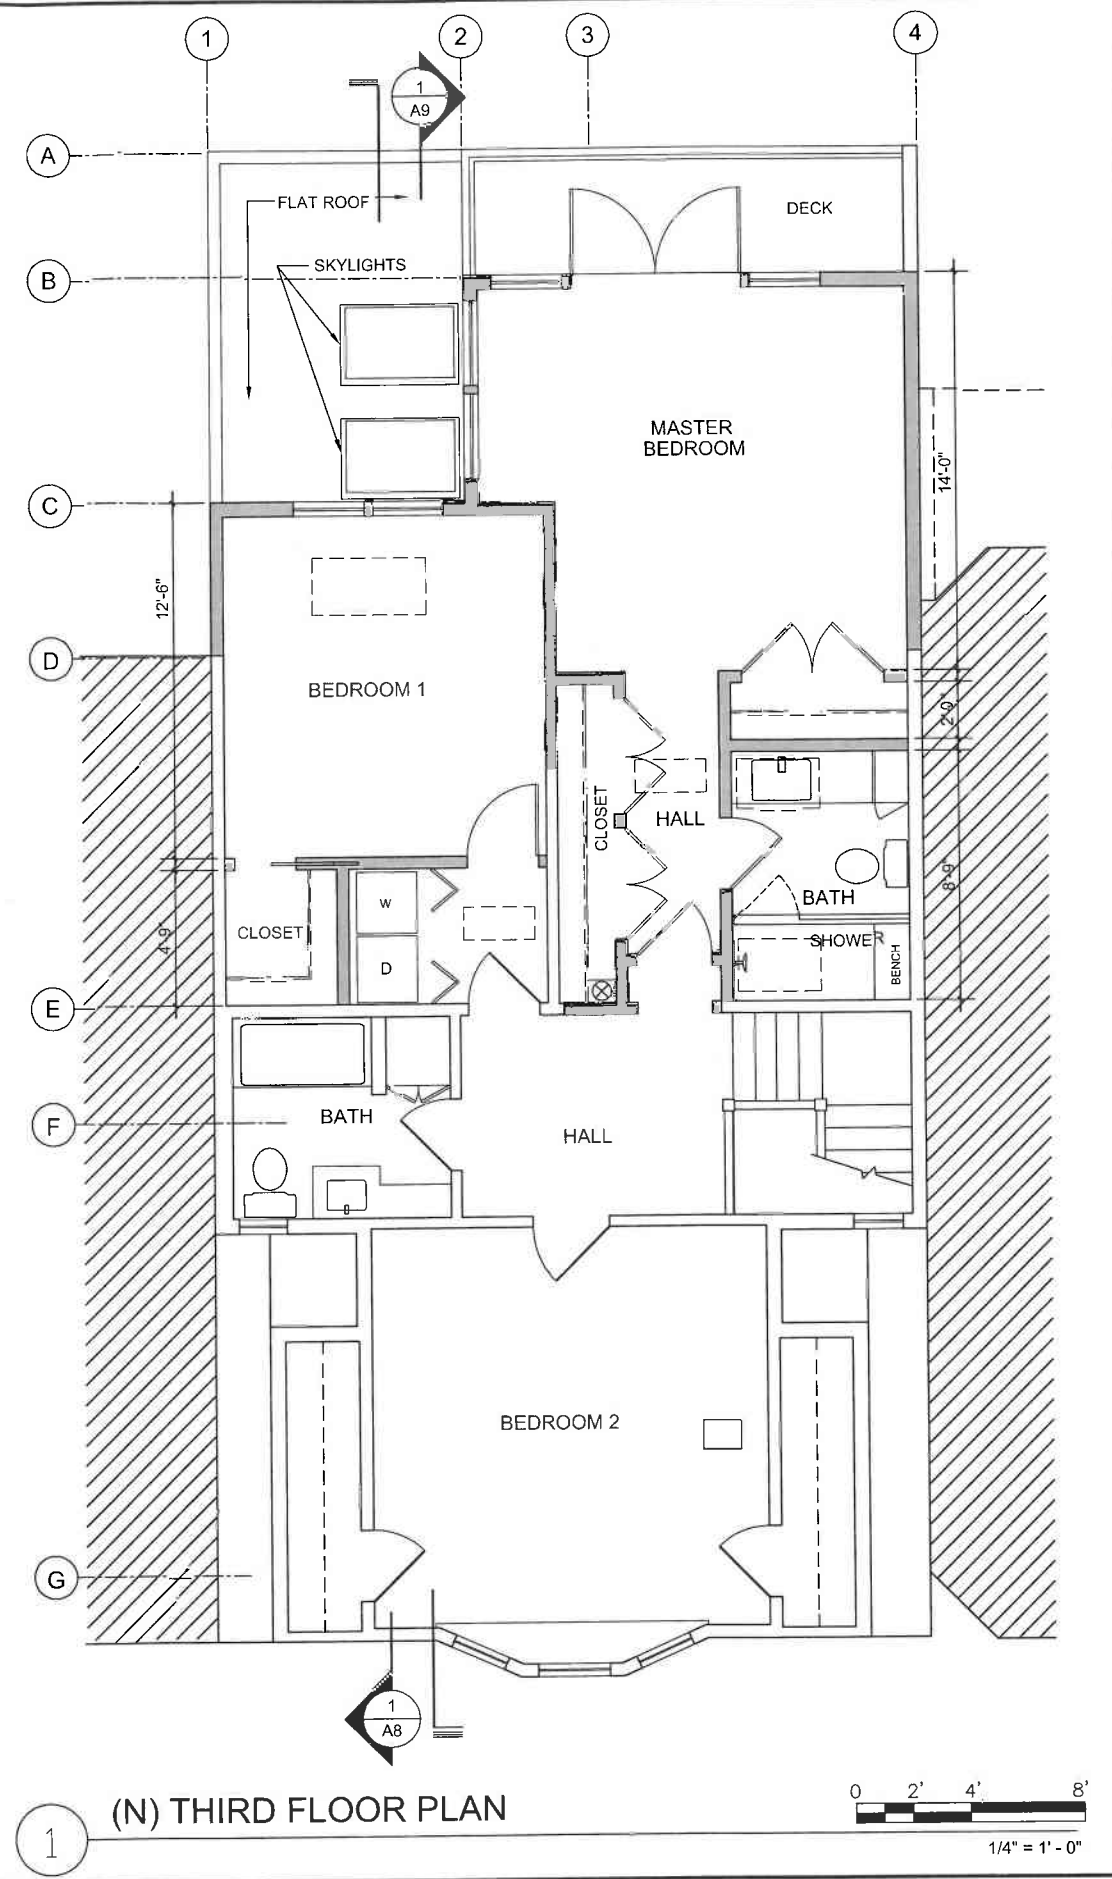 1
2
3
4
1
A9
A
FLAT ROOF
DECK
B
SKYLIGHTS
MASTER
BEDROOM
14'-0"
C
12'-6"
D
BEDROOM 1
2'-0"
CLOSET
HALL
8'-9"
BATH
W
CLOSET
4'-9"
SHOWER
BENCH
D
E
BATH
F
HALL
BEDROOM 2
G
1
A8
(N) THIRD FLOOR PLAN
1
0 2' 4' 8'
1/4" = 1' - 0"